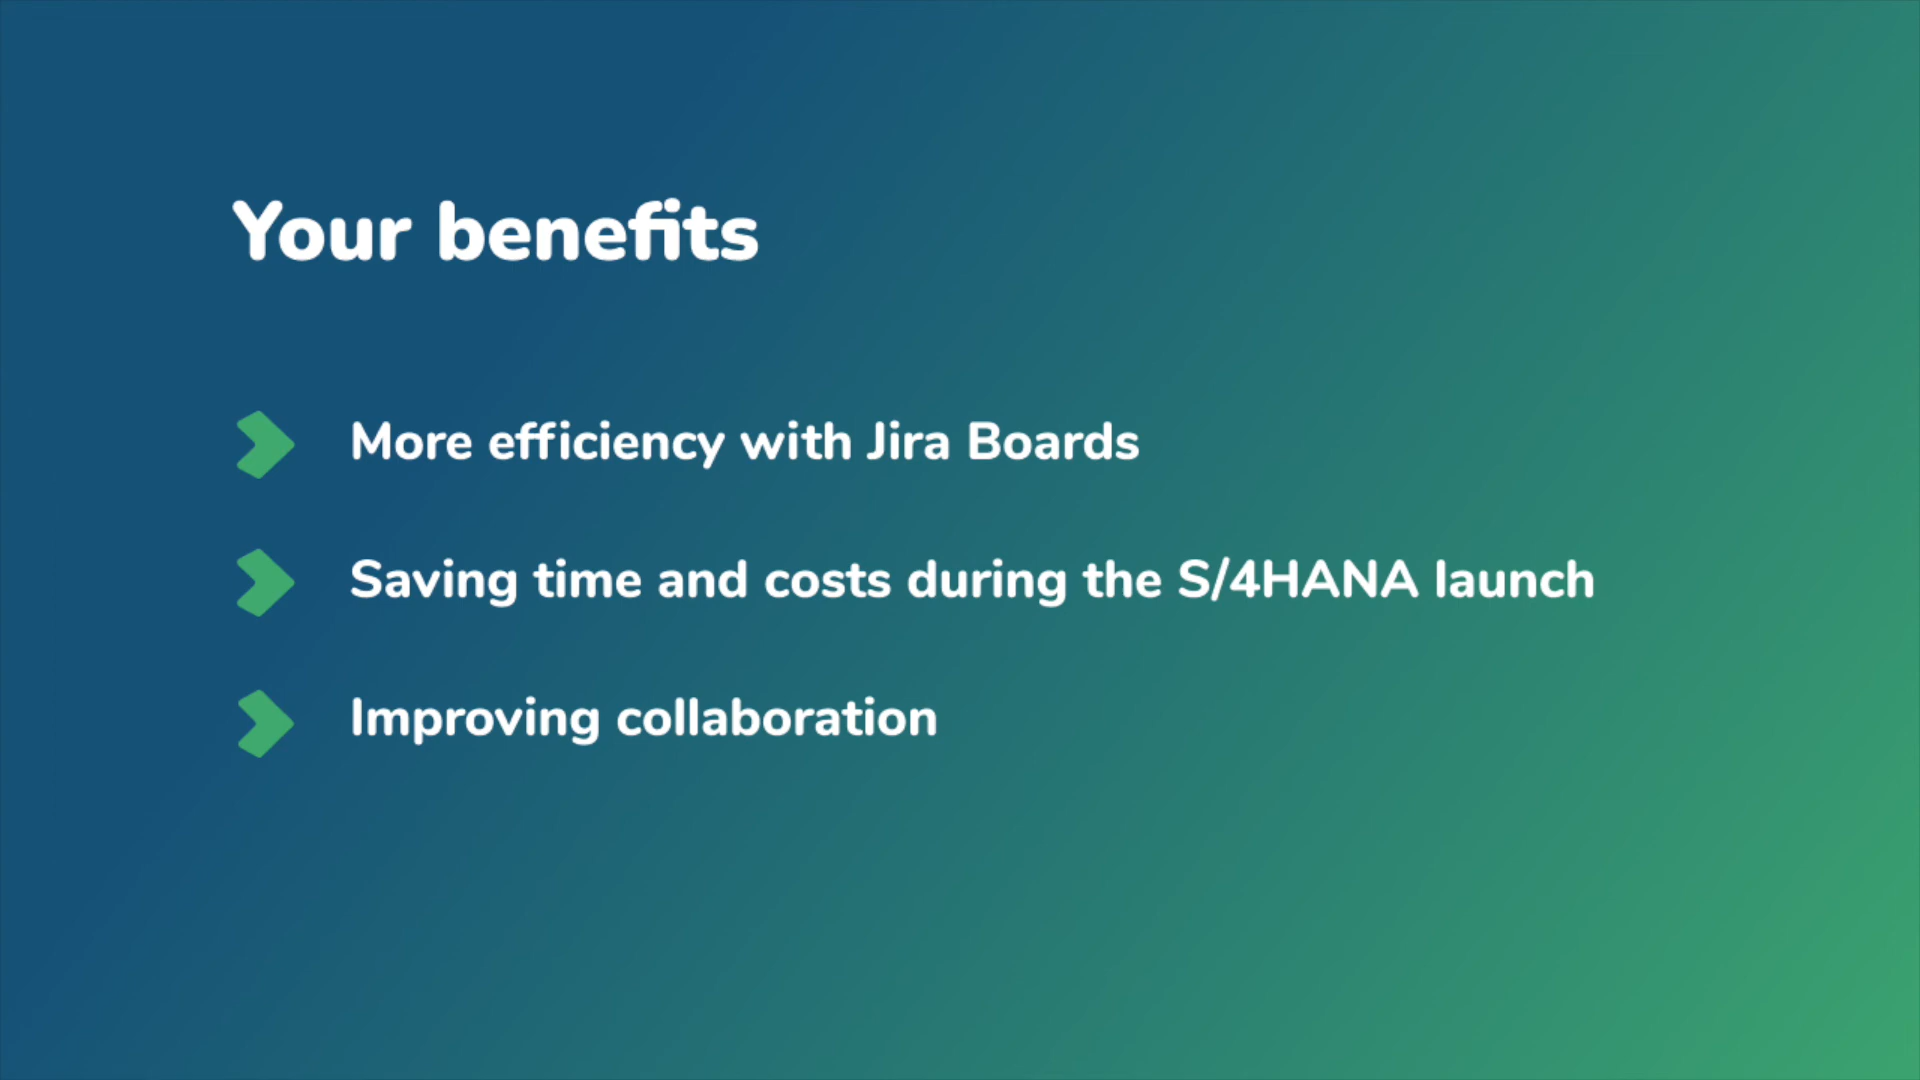 Your benefits
More efficiency with Jira Boards
Saving time and costs during the S/4HANA launch
Improving collaboration